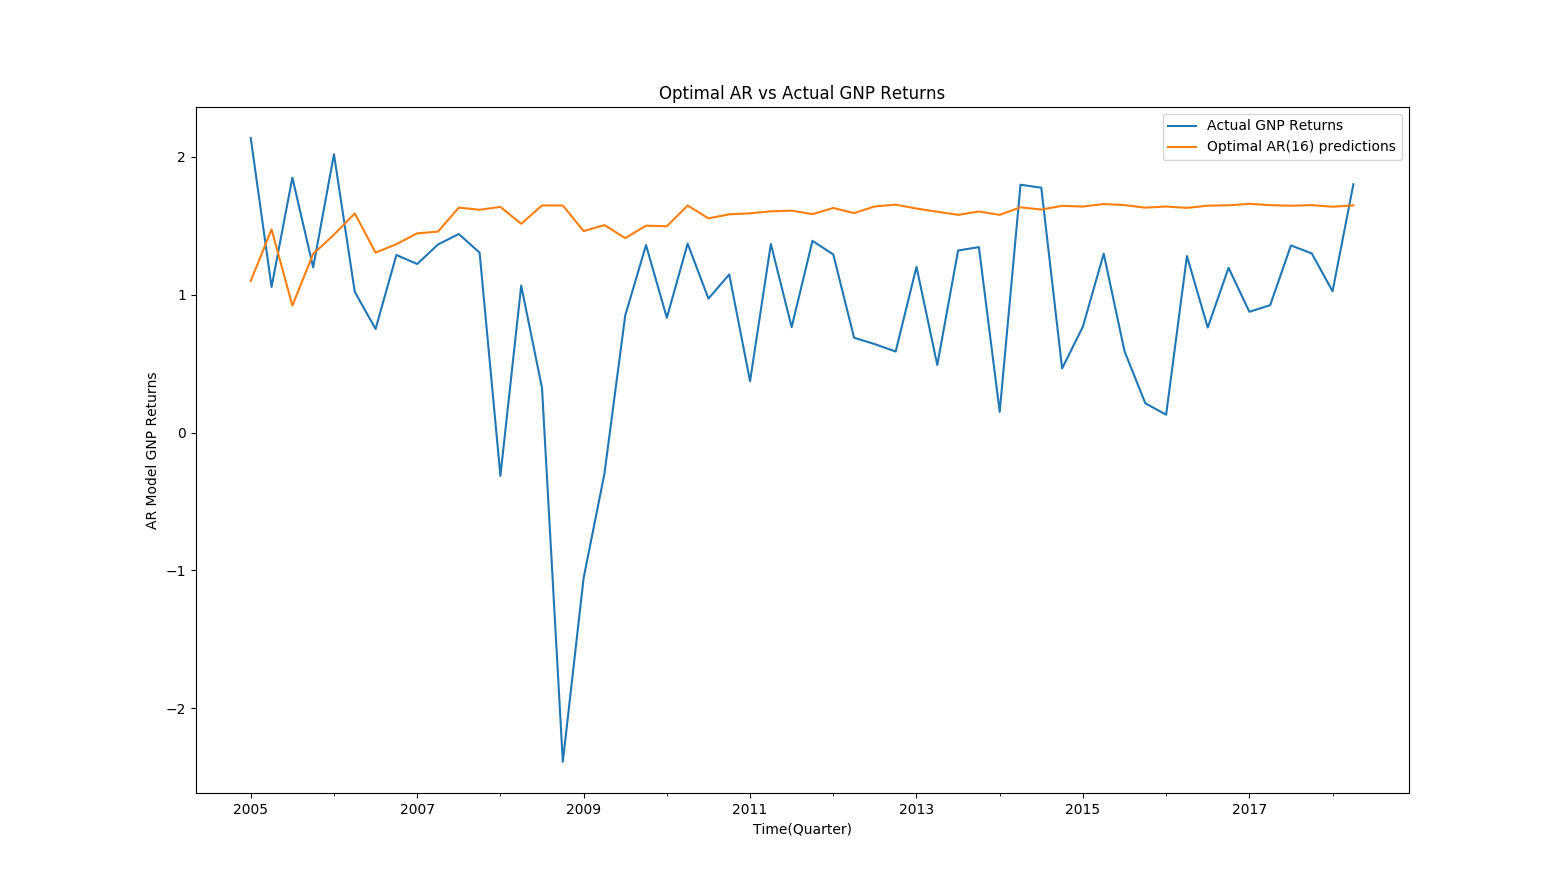 Optimal AR vs Actual GNP Returns
Actual GNP Returns
Optimal AR(16) predictions
AR Model GNP Returns
2
1
0
−1
−2
2005 2007 2009 2011 2013 2015 2017
Time(Quarter)